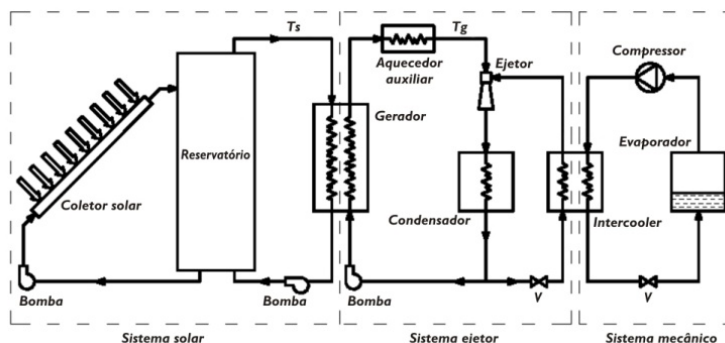 Ts
Tg
Compressor
Aquecedor
auxiliar
Ejetor
Gerador
Reservatório
Evaporador
Coletor solar
Condensador
Intercooler
Bomba
Bomba
Bomba
V
V
Sistema solar
Sistema ejetor
Sistema mecânico